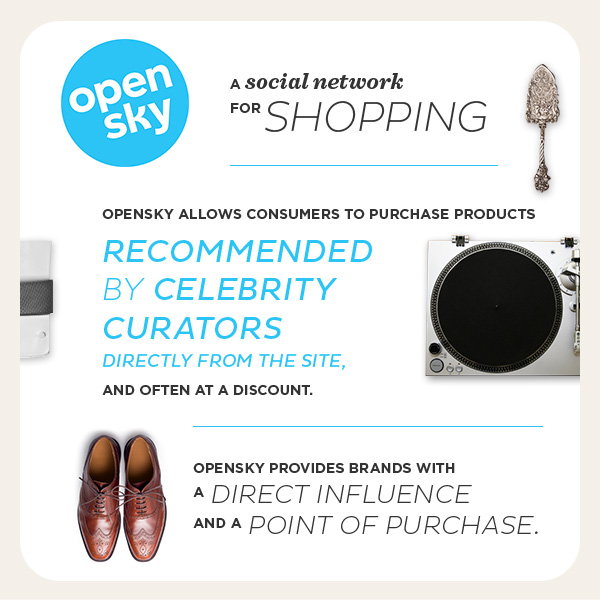 open
sky
A social network
FOR SHOPPING
OPENSKY ALLOWS CONSUMERS TO PURCHASE PRODUCTS
RECOMMENDED
BY CELEBRITY
CURATORS
DIRECTLY FROM THE SITE,
AND OFTEN AT A DISCOUNT.
OPENSKY PROVIDES BRANDS WITH
A DIRECT INFLUENCE
AND A POINT OF PURCHASE.